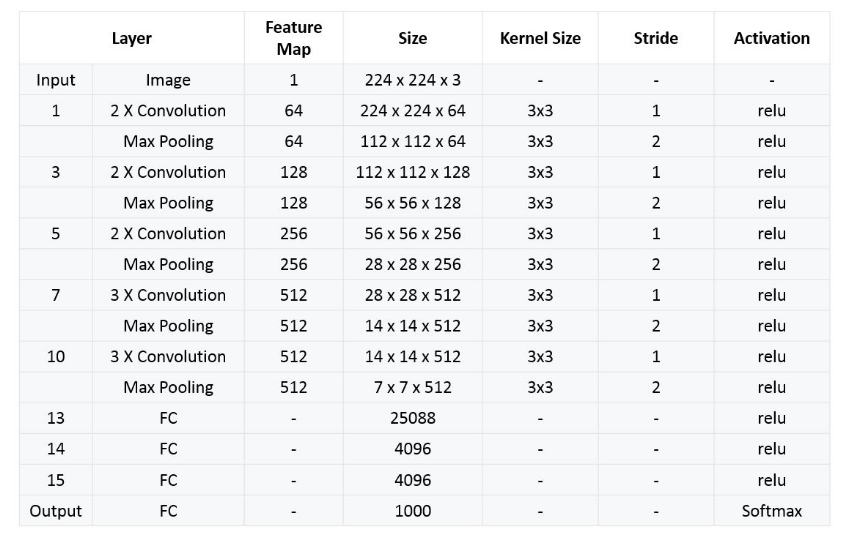 Layer Feature Map Size Kernel Size Stride Activation
Input Image 1 224 x 224 x 3 - - -
1 2 X Convolution 64 224 x 224 x 64 3x3 1 relu
Max Pooling 64 112 x 112 x 64 3x3 2 relu
3 2 X Convolution 128 112 x 112 x 128 3x3 1 relu
Max Pooling 128 56 x 56 x 128 3x3 2 relu
5 2 X Convolution 256 56 x 56 x 256 3x3 1 relu
Max Pooling 256 28 x 28 x 256 3x3 2 relu
7 3 X Convolution 512 28 x 28 x 512 3x3 1 relu
Max Pooling 512 14 x 14 x 512 3x3 2 relu
10 3 X Convolution 512 14 x 14 x 512 3x3 1 relu
Max Pooling 512 7 x 7 x 512 3x3 2 relu
13 FC - 25088 - - relu
14 FC - 4096 - - relu
15 FC - 4096 - - relu
Output FC - 1000 - - Softmax